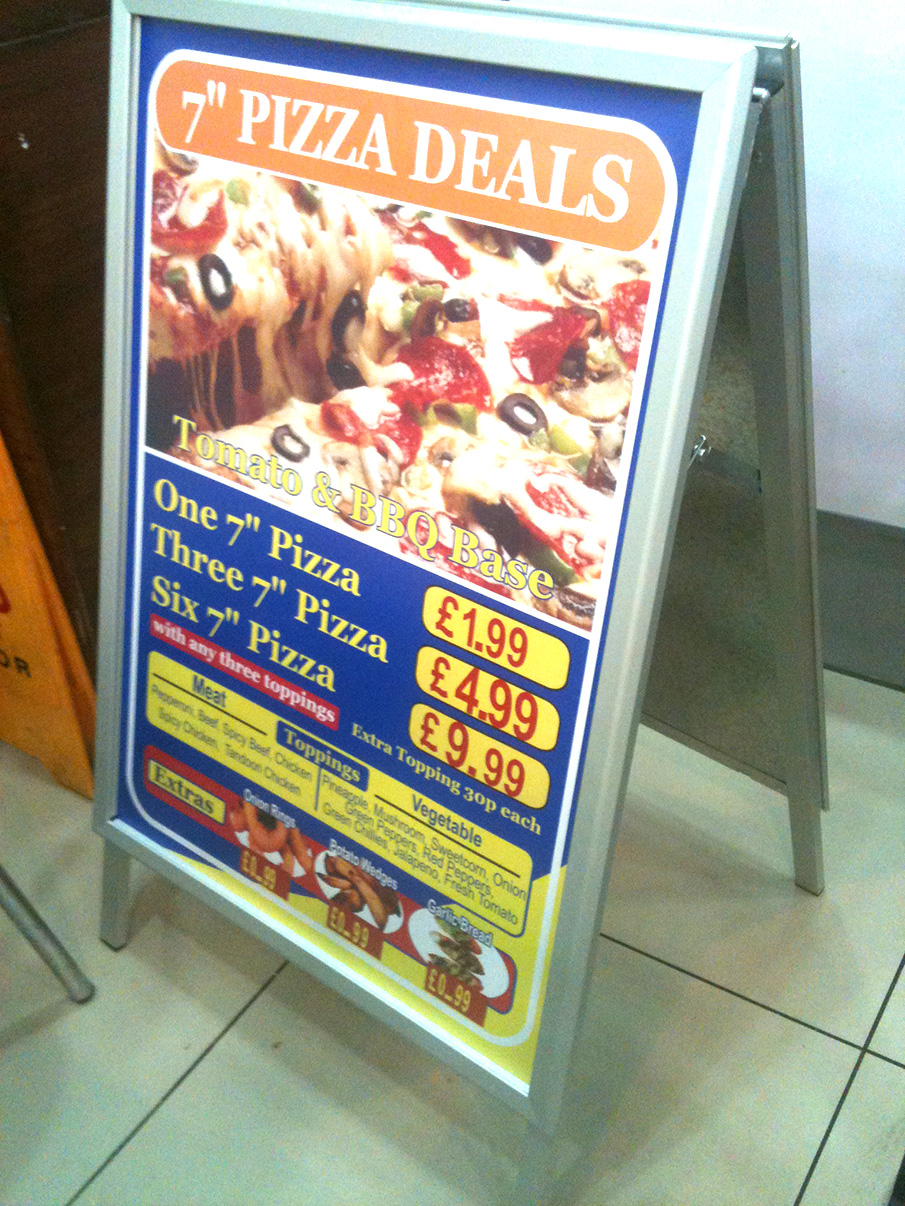 7" PIZZA DEALS
Tomato & BBQ Base
One 7" Pizza £1.99
Three 7" Pizza £4.99
Six 7" Pizza £9.99
with any three toppings
Extra Topping 30p each
Toppings
Meat
Pepperoni, Beef, Spicy Beef, Chicken
Spicy Chicken, Tandoori Chicken
Vegetable
Pineapple, Mushroom, Sweetcorn, Onion
Green Peppers, Red Peppers,
Green Chillies, Jalapeno, Fresh Tomato
Extras
Onion Rings
£0.99
Potato Wedges
£0.99
Garlic Bread
£0.99